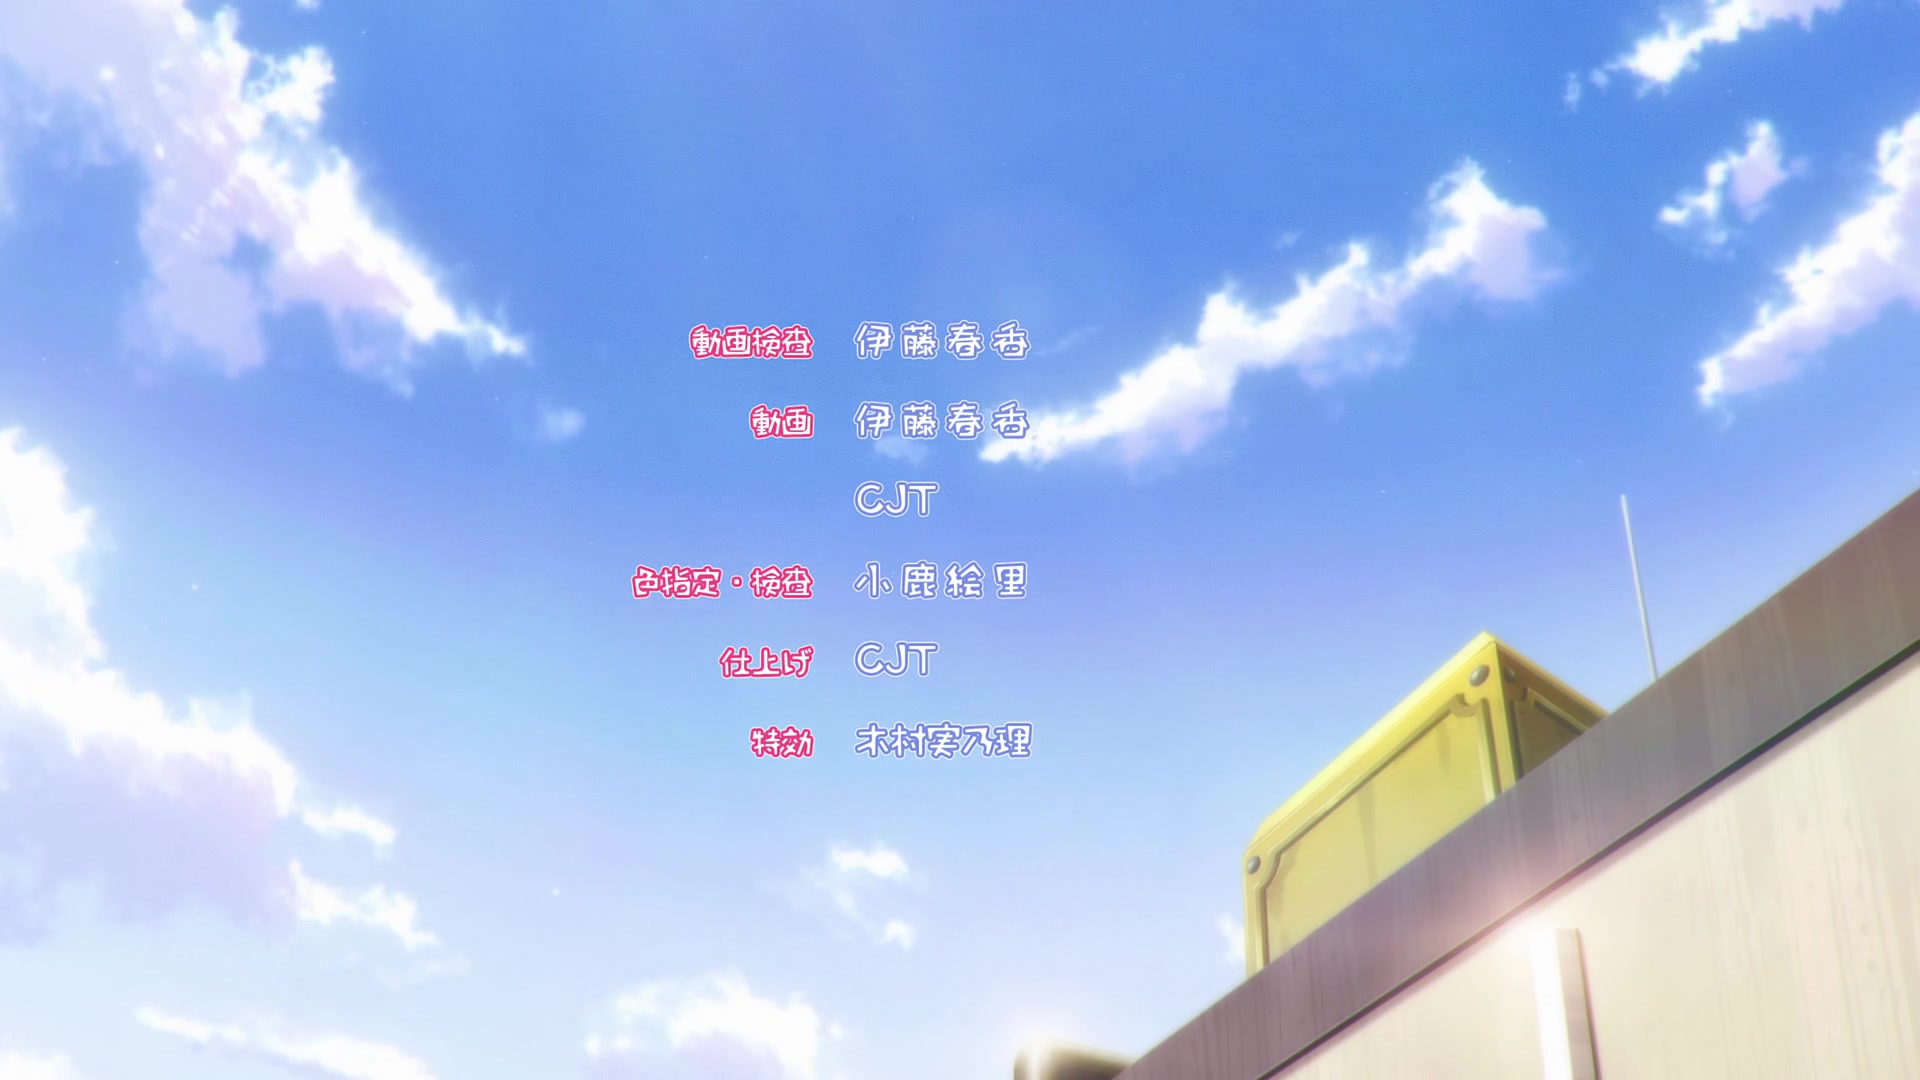 動画検査 伊藤春香
動画 伊藤春香
CJT
色指定・検査 小鹿絵里
仕上げ CJT
特効 木村実乃理